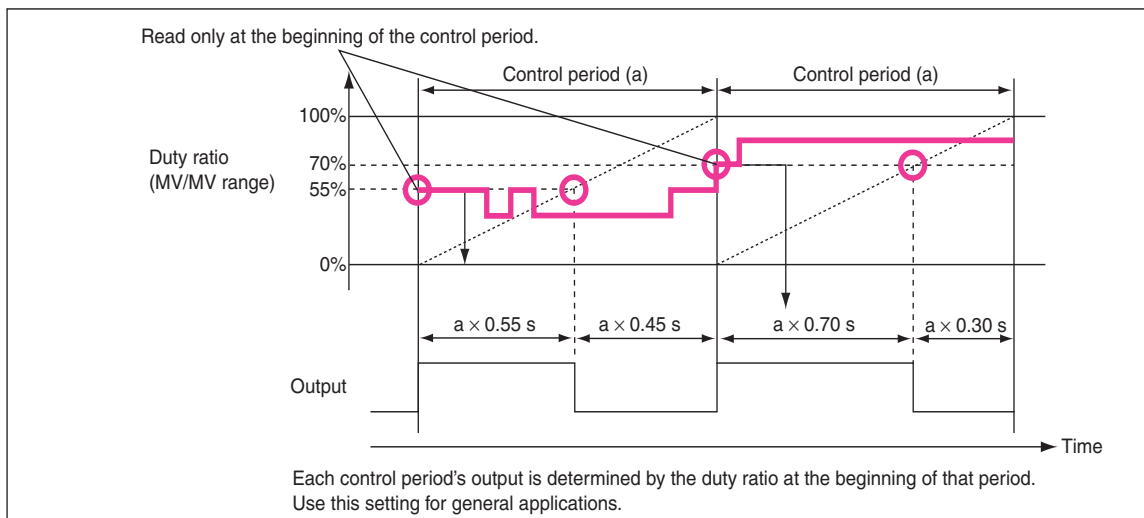 Read only at the beginning of the control period.
Control period (a)
Control period (a)
100%
Duty ratio
(MV/MV range)
70%
55%
0%
a × 0.55 s
a × 0.45 s
a × 0.70 s
a × 0.30 s
Output
Time
Each control period's output is determined by the duty ratio at the beginning of that period.
Use this setting for general applications.